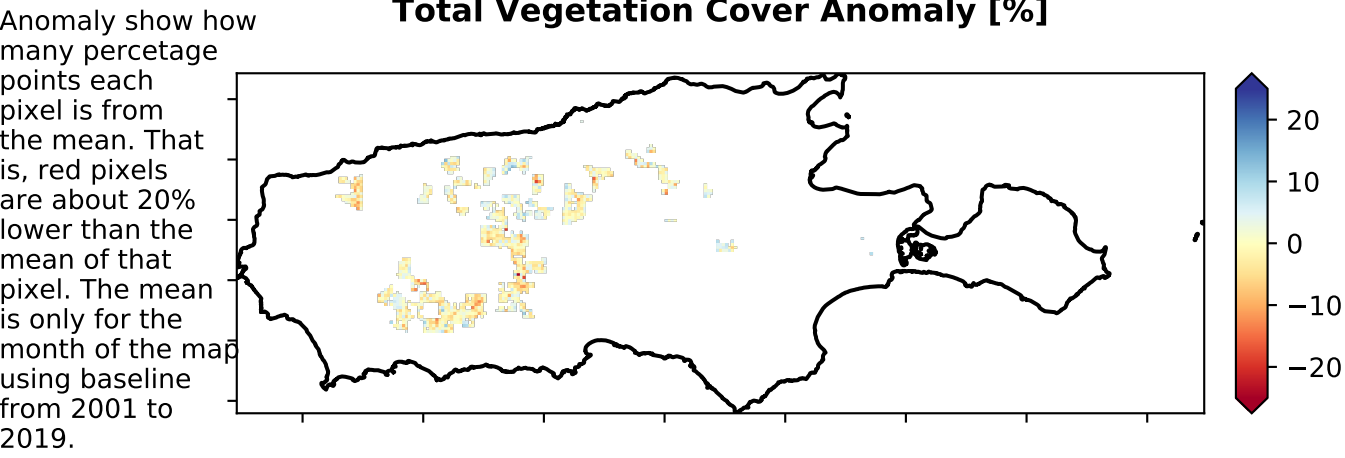 Total Vegetation Cover Anomaly [%]
Anomaly show how
many percetage
points each
pixel is from
the mean. That
is, red pixels
are about 20%
lower than the
mean of that
pixel. The mean
is only for the
month of the map
using baseline
from 2001 to
2019.
20
10
0
−10
−20